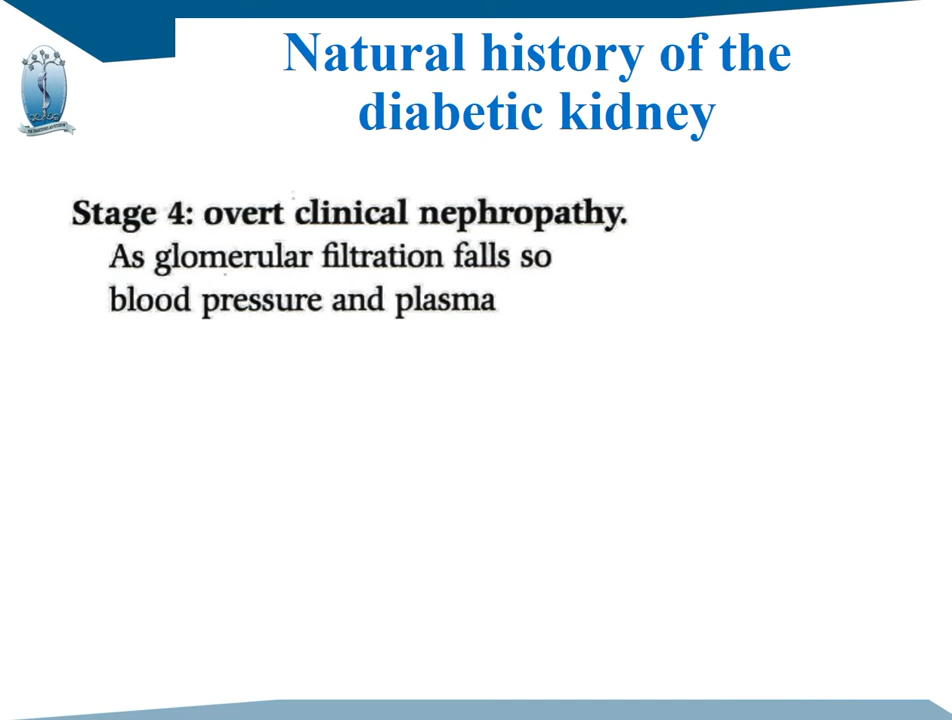 Natural history of the
diabetic kidney
Stage 4: overt clinical nephropathy.
As glomerular filtration falls so
blood pressure and plasma